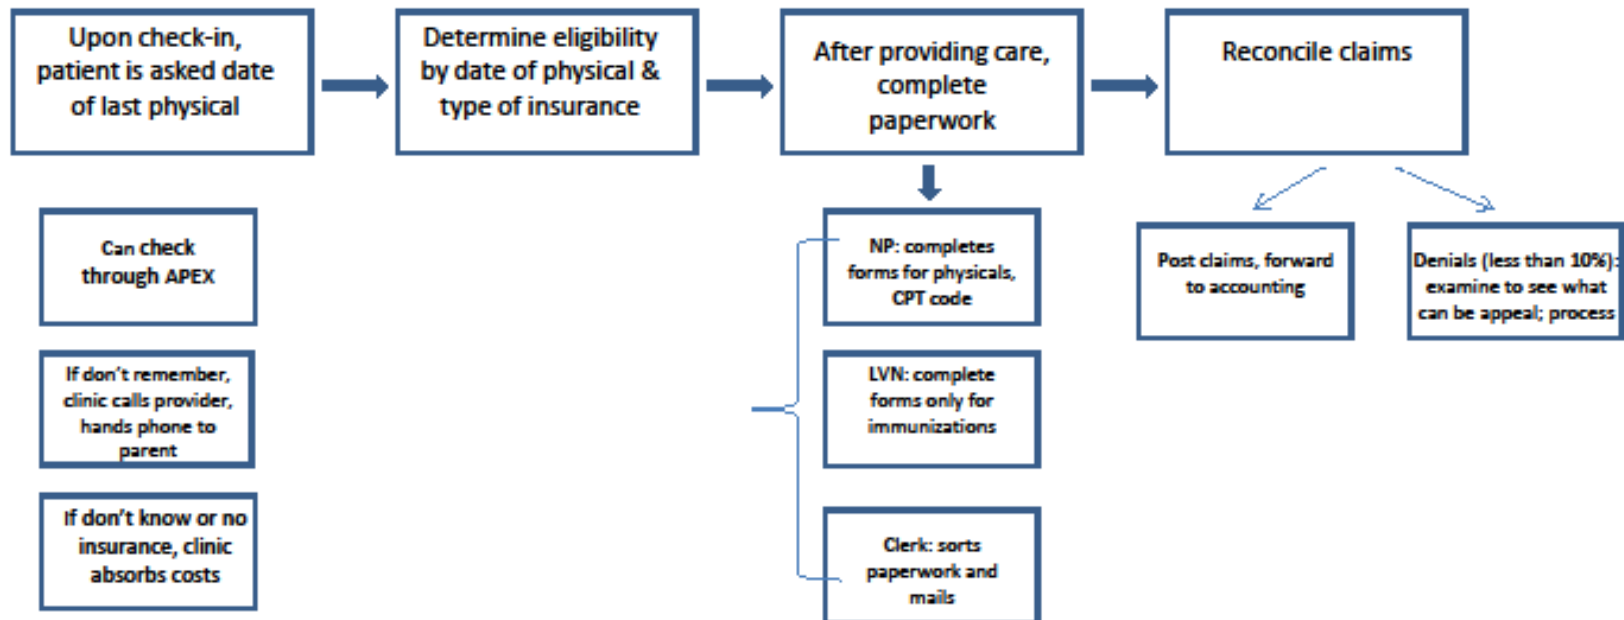 Upon check-in,
patient is asked date
of last physical
Determine eligibility
by date of physical &
type of insurance
After providing care,
complete
paperwork
Reconcile claims
Can check
through APEX
If don't remember,
clinic calls provider,
hands phone to
parent
If don't know or no
insurance, clinic
absorbs costs
NP: completes
forms for physicals,
CPT code
LVN: complete
forms only for
immunizations
Clerk: sorts
paperwork and
mails
Post claims, forward
to accounting
Denials (less than 10%):
examine to see what
can be appeal; process